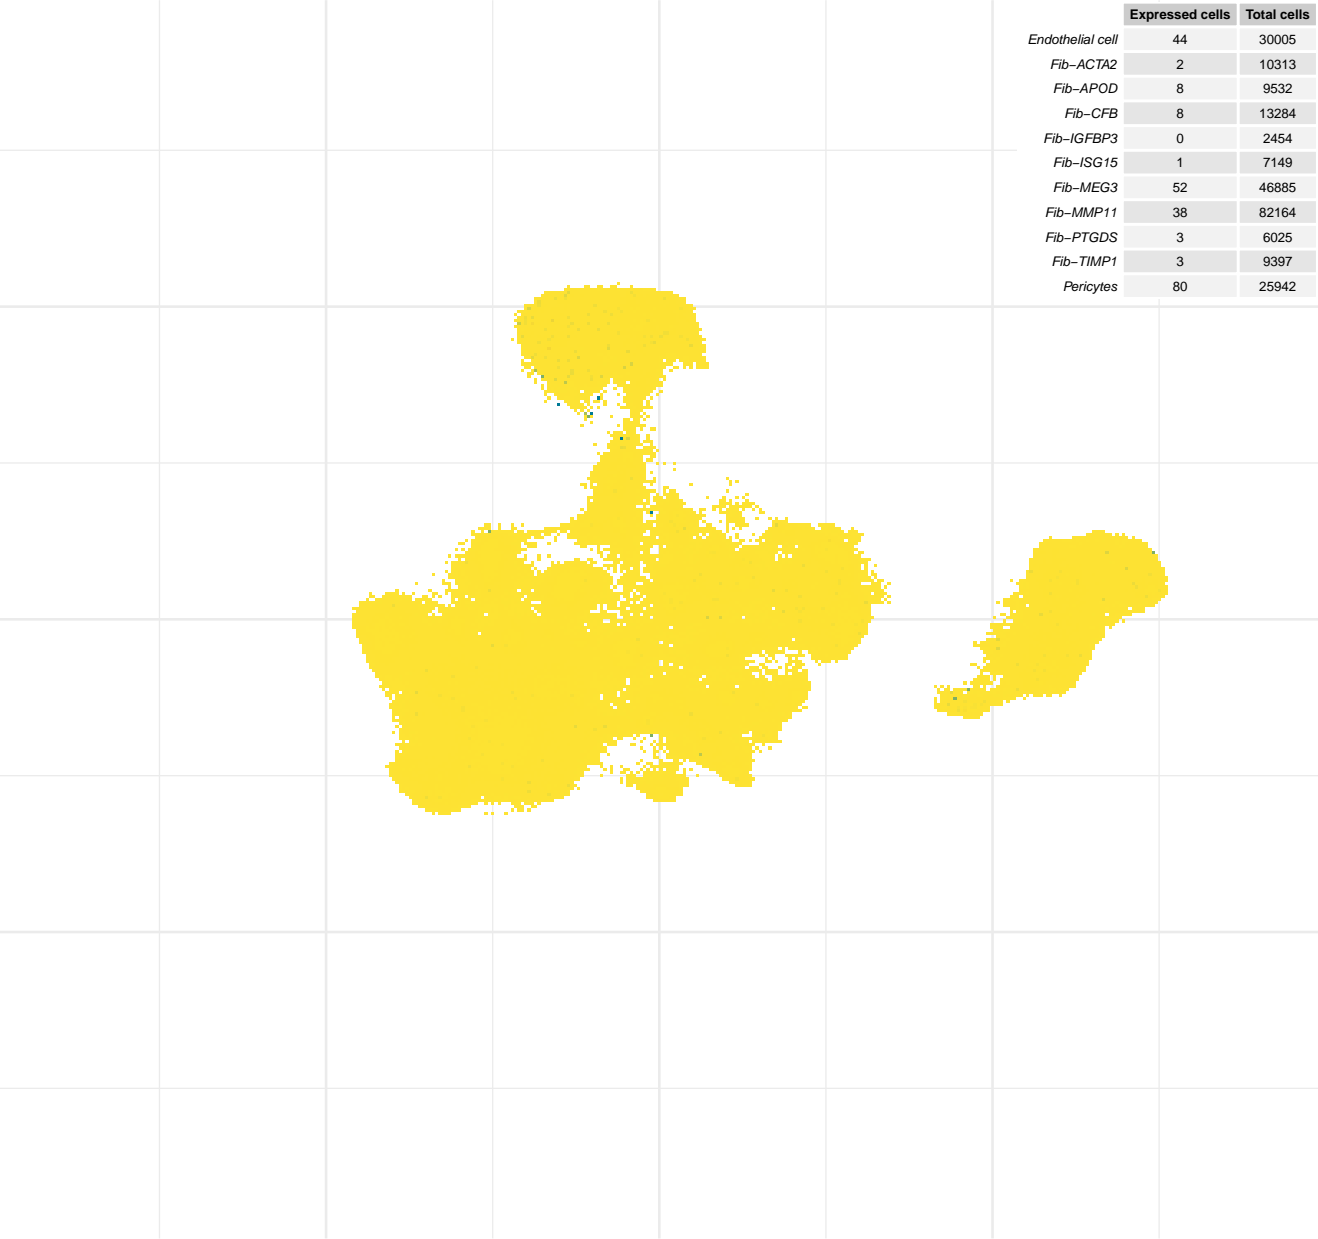 Expressed cells Total cells
Endothelial cell 44 30005
Fib−ACTA2 2 10313
Fib−APOD 8 9532
Fib−CFB 8 13284
Fib−IGFBP3 0 2454
Fib−ISG15 1 7149
Fib−MEG3 52 46885
Fib−MMP11 38 82164
Fib−PTGDS 3 6025
Fib−TIMP1 3 9397
Pericytes 80 25942